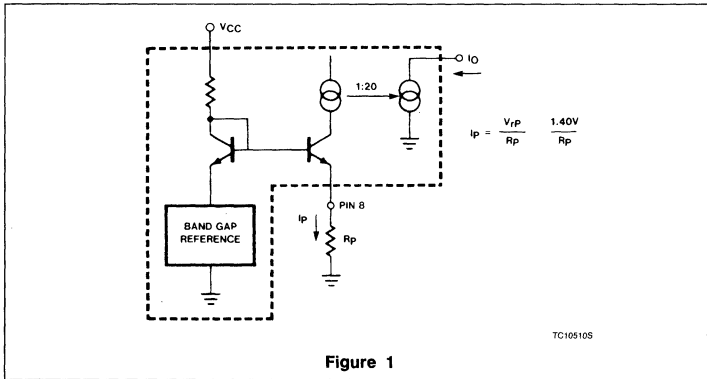 VCC
IO
1:20
IP = VrP/RP 1.40V/RP
PIN 8
IP
RP
BAND GAP
REFERENCE
TC10510S
Figure 1